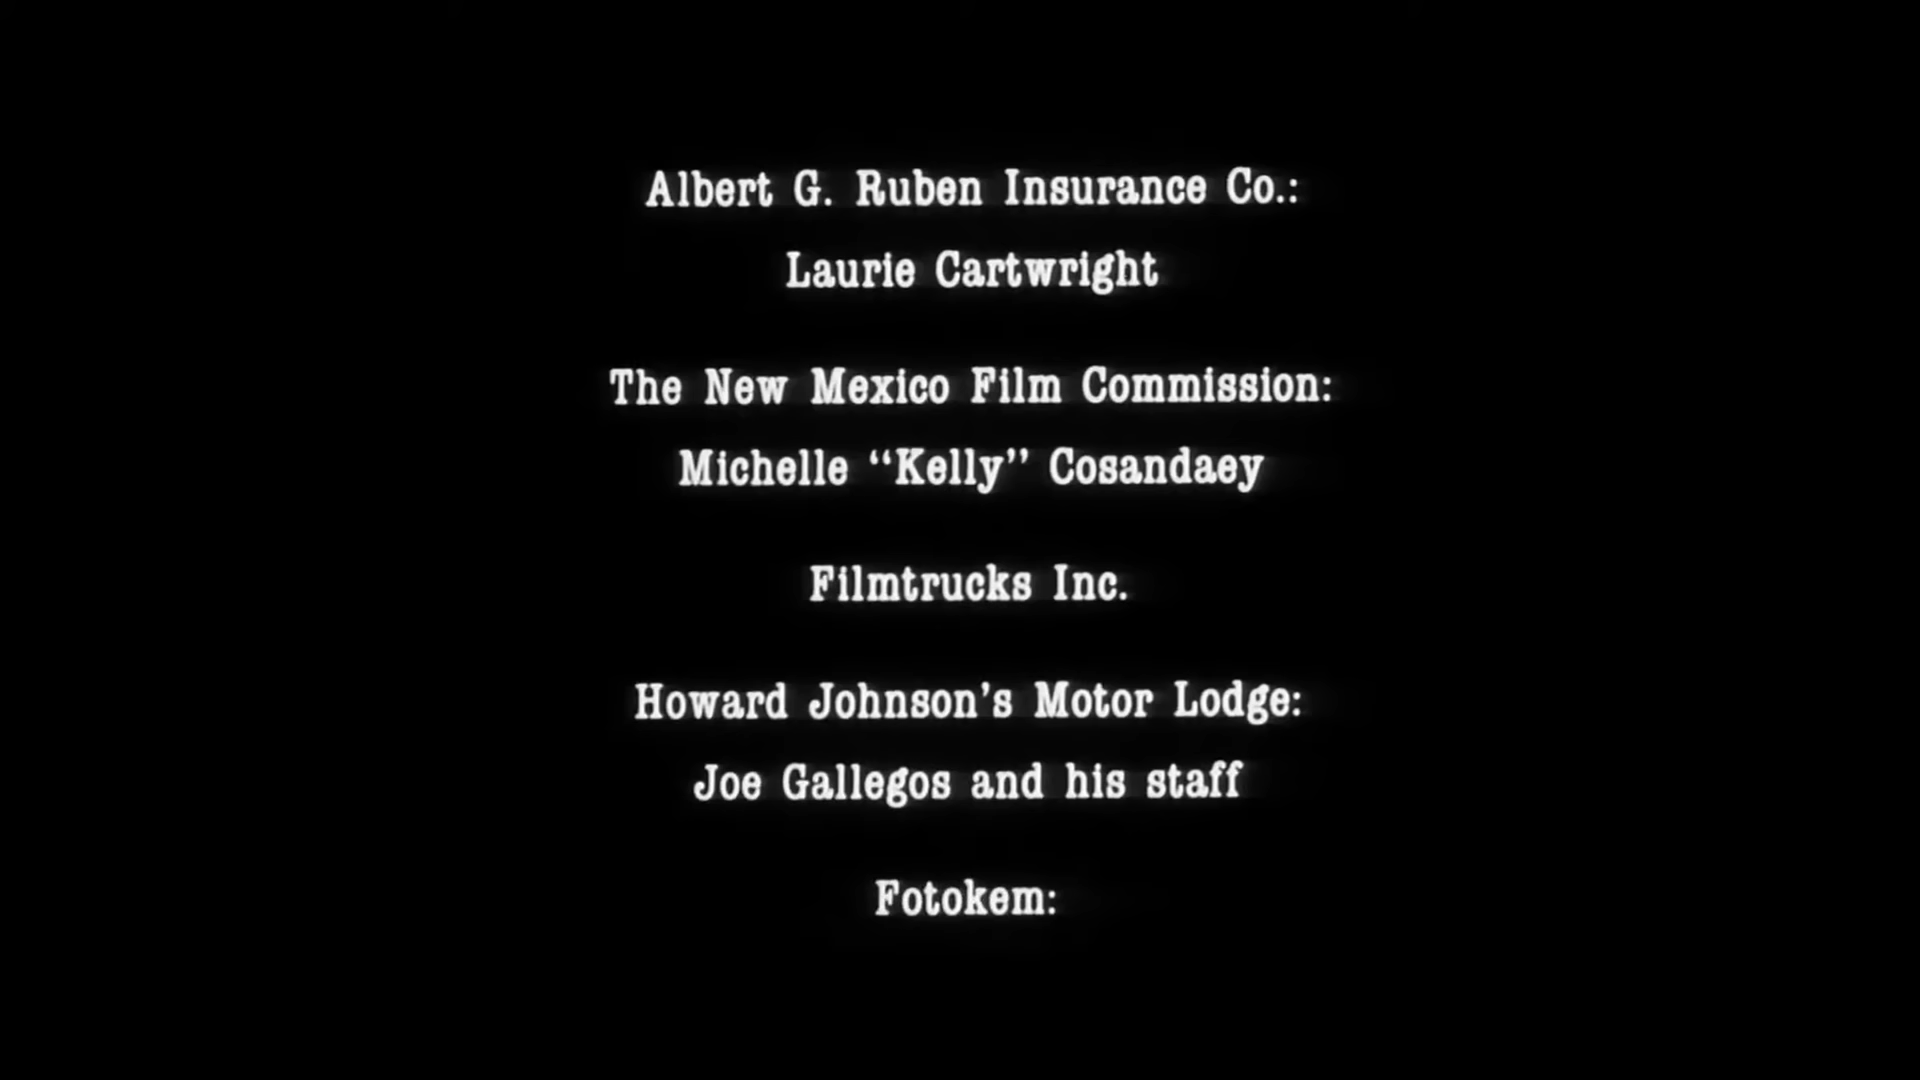 Albert G. Ruben Insurance Co.:
Laurie Cartwright
The New Mexico Film Commission:
Michelle “Kelly” Cosandaey
Filmtrucks Inc.
Howard Johnson’s Motor Lodge:
Joe Gallegos and his staff
Fotokem: